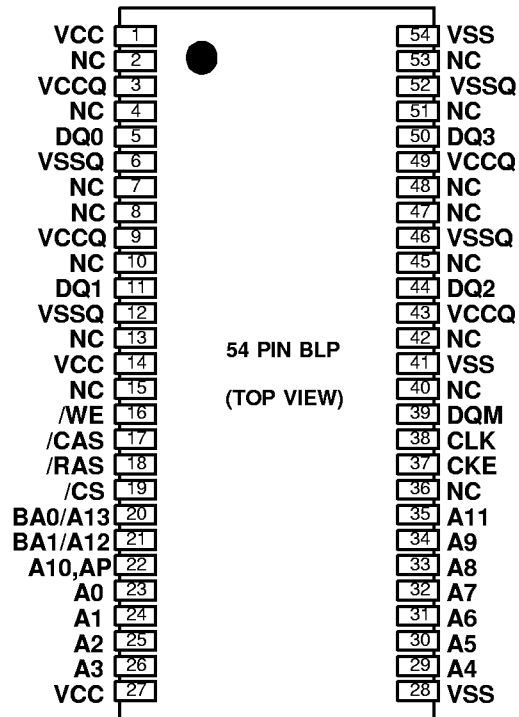 VCC 1 54 VSS
NC 2 53 NC
VCCQ 3 52 VSSQ
NC 4 51 NC
DQ0 5 50 DQ3
VSSQ 6 49 VCCQ
NC 7 48 NC
NC 8 47 NC
VCCQ 9 46 VSSQ
NC 10 45 NC
DQ1 11 44 DQ2
VSSQ 12 43 VCCQ
NC 13 42 NC
54 PIN BLP
VCC 14 41 VSS
NC 15 40 NC
(TOP VIEW)
/WE 16 39 DQM
/CAS 17 38 CLK
/RAS 18 37 CKE
/CS 19 36 NC
BA0/A13 20 35 A11
BA1/A12 21 34 A9
A10,AP 22 33 A8
A0 23 32 A7
A1 24 31 A6
A2 25 30 A5
A3 26 29 A4
VCC 27 28 VSS